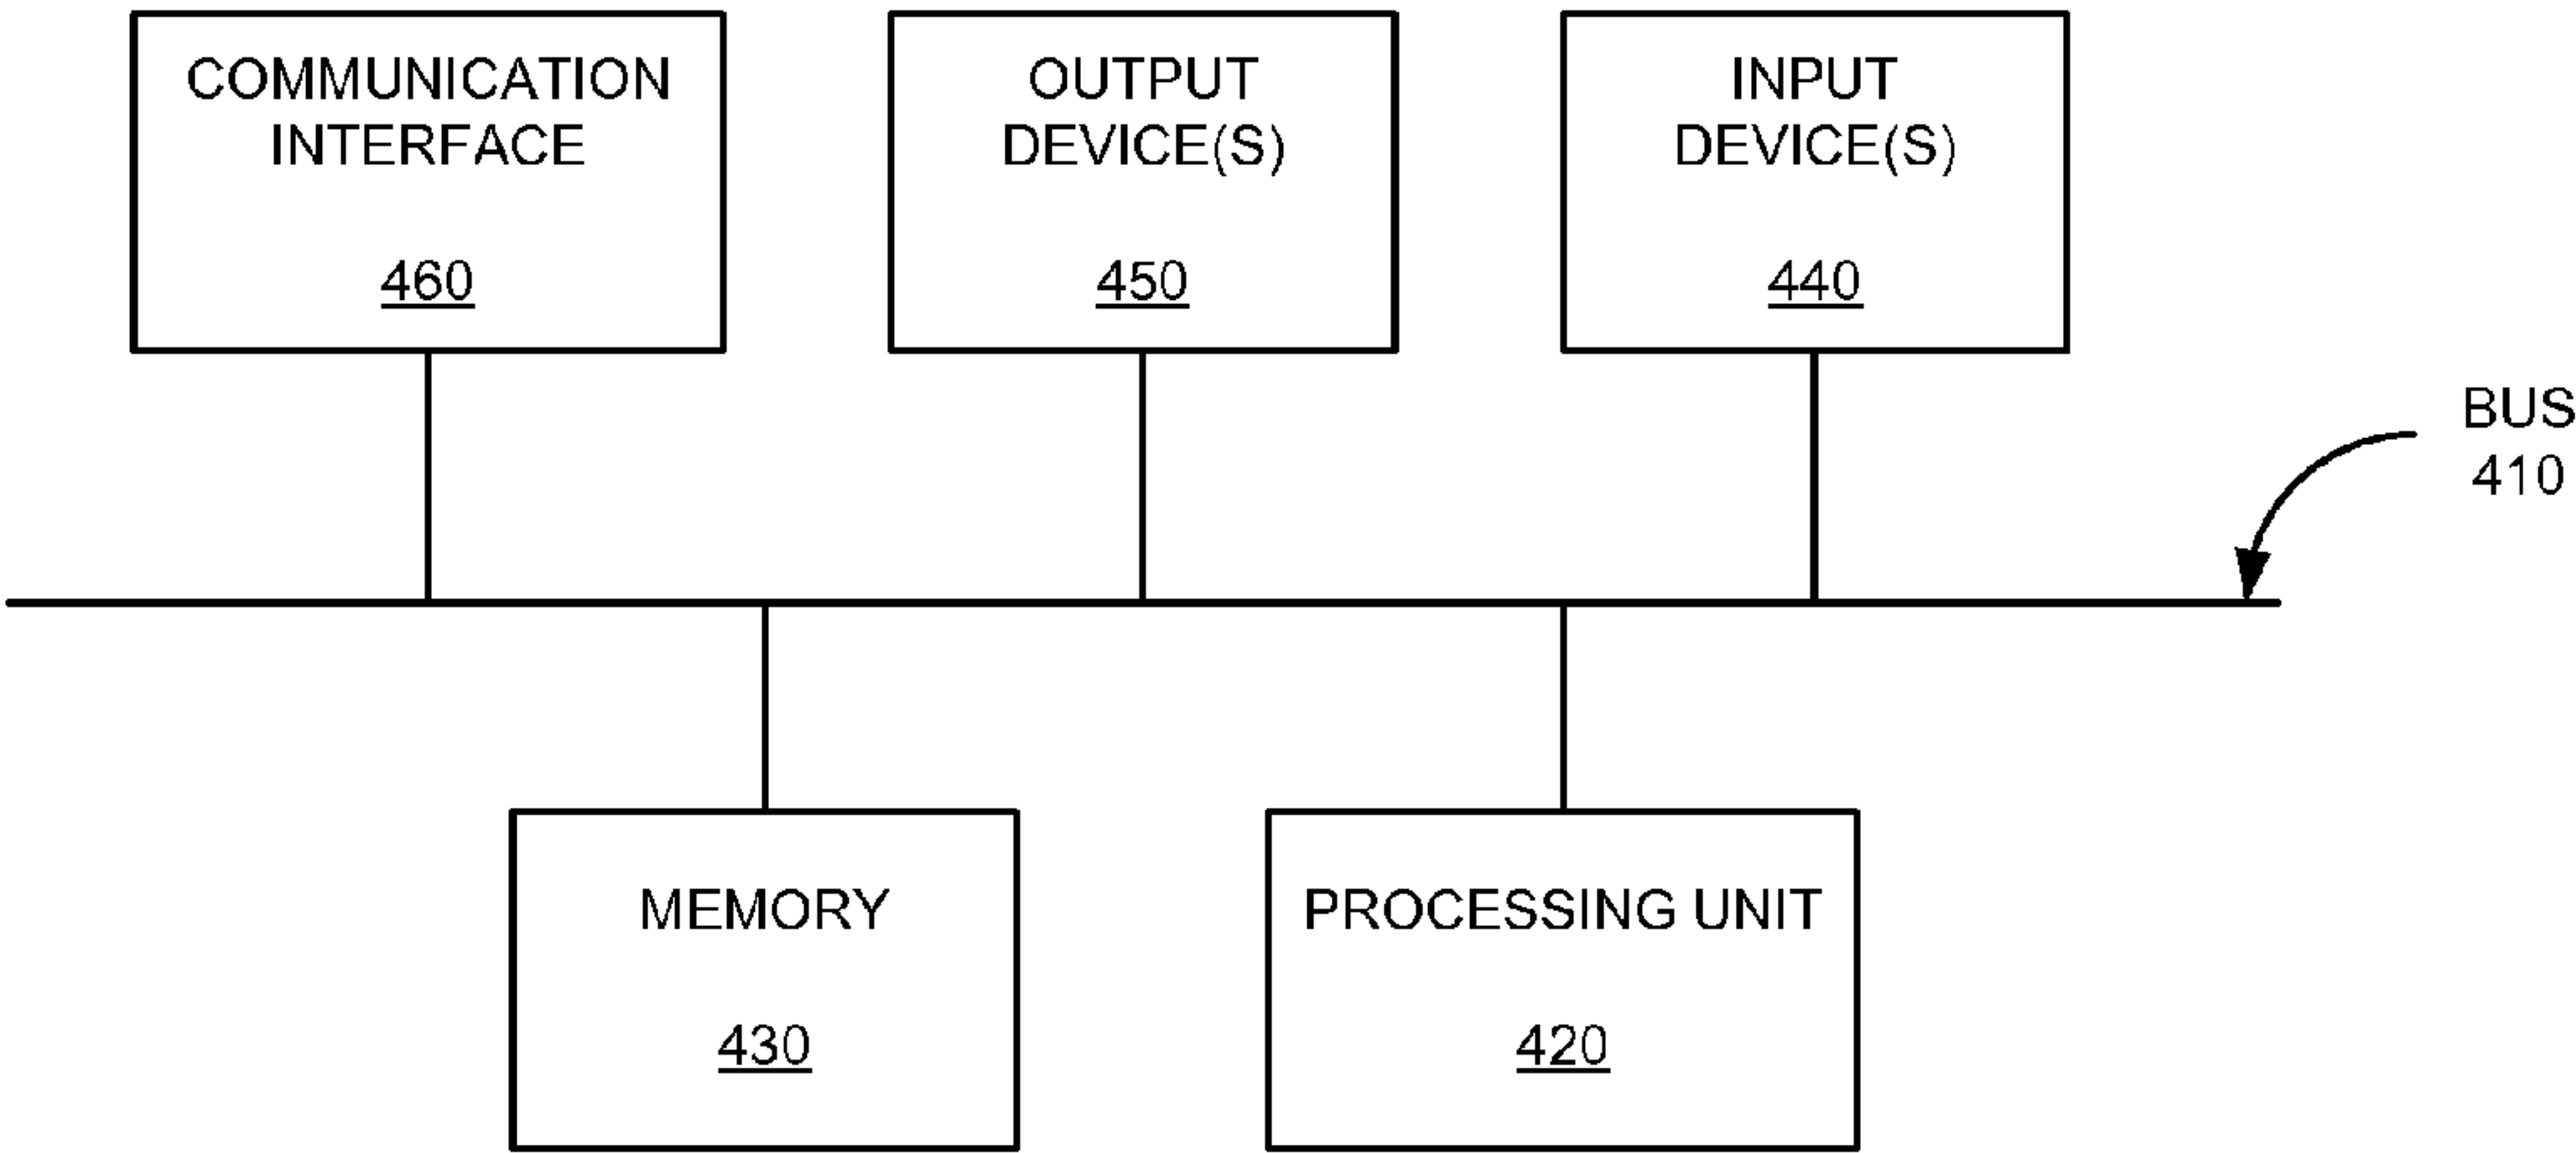 COMMUNICATION
INTERFACE
460
OUTPUT
DEVICE(S)
450
INPUT
DEVICE(S)
440
BUS
410
MEMORY
430
PROCESSING UNIT
420